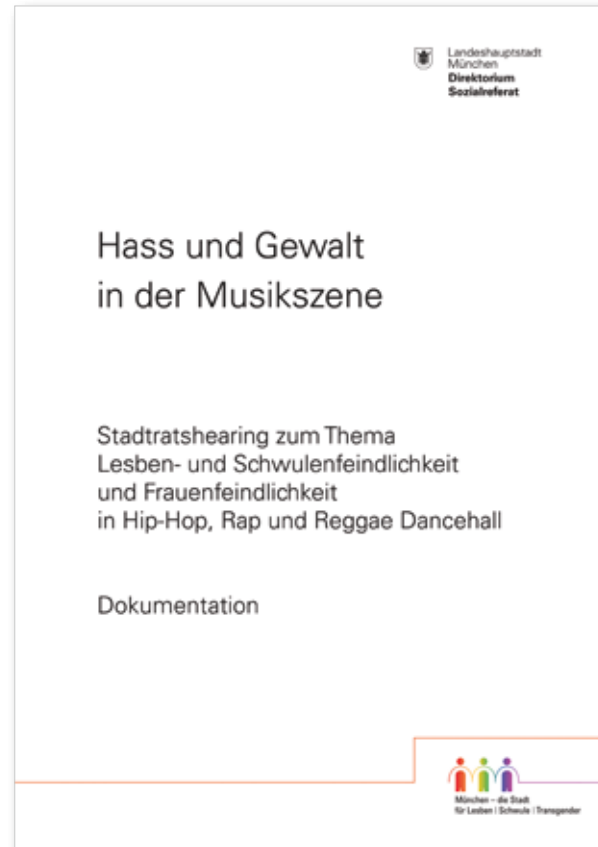 Landeshauptstadt
München
Direktorium
Sozialreferat
Hass und Gewalt
in der Musikszene
Stadtratshearing zum Thema
Lesben- und Schwulenfeindlichkeit
und Frauenfeindlichkeit
in Hip-Hop, Rap und Reggae Dancehall
Dokumentation
München – die Stadt
für Lesben | Schwule | Transgender